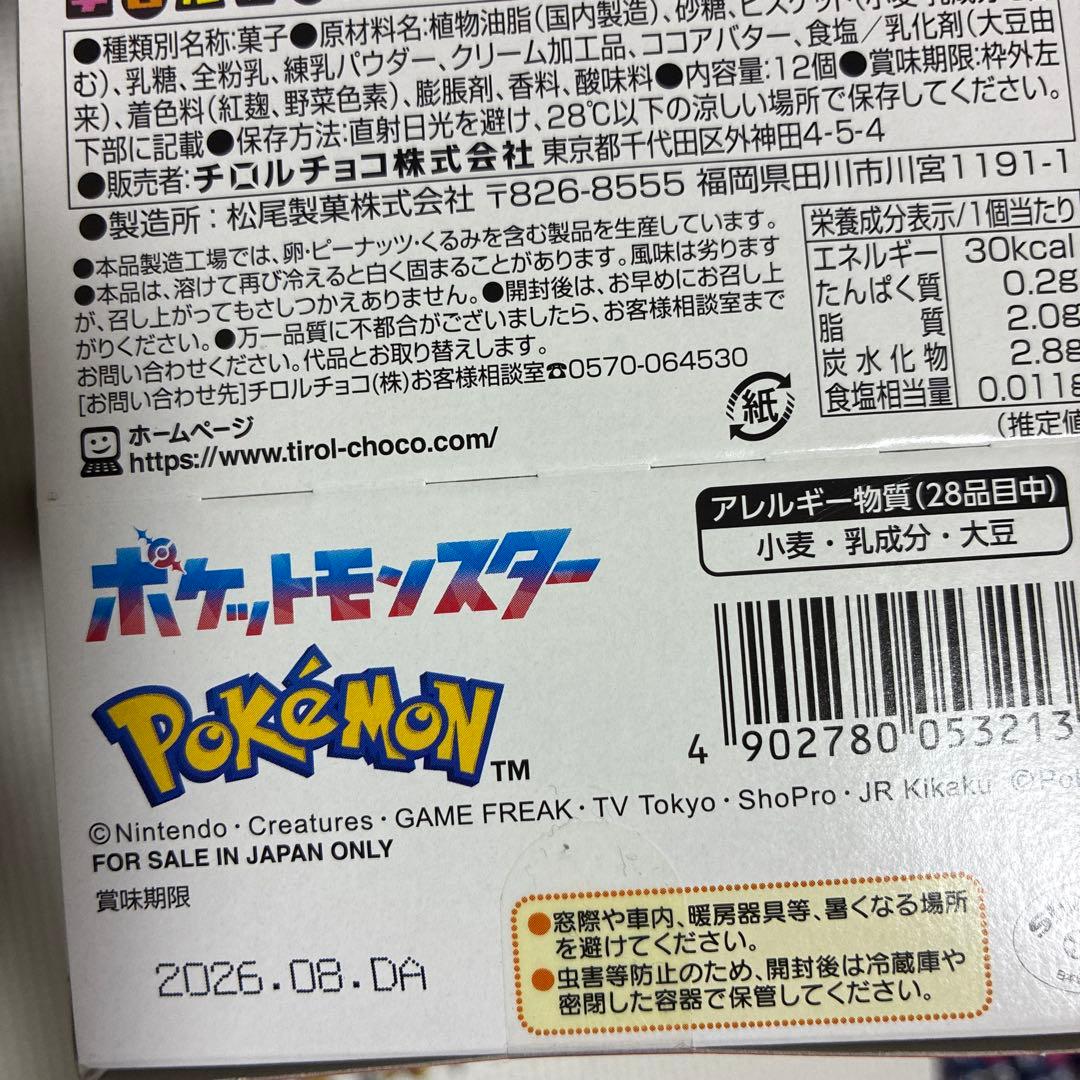 ●種類別名称:菓子●原材料名:植物油脂(国内製造)、砂糖、ビスケット(小麦・乳成分を含
む)、乳糖、全粉乳、練乳パウダー、クリーム加工品、ココアバター、食塩／乳化剤(大豆由
来)、着色料(紅麹、野菜色素)、膨脹剤、香料、酸味料●内容量:12個●賞味期限:枠外左
下部に記載●保存方法:直射日光を避け、28℃以下の涼しい場所で保存してください。
●販売者:チロルチョコ株式会社 東京都千代田区外神田4-5-4
●製造所：松尾製菓株式会社 〒826-8555 福岡県田川市川宮1191-1
●本品製造工場では、卵・ピーナッツ・くるみを含む製品を生産しています。
●本品は、溶けて再び冷えると白く固まることがあります。風味は劣ります
が、召し上がってもさしつかえありません。●開封後は、お早めにお召し上
がりください。●万一品質に不都合がございましたら、お客様相談室まで
お問い合わせください。代品とお取り替えします。
[お問い合わせ先]チロルチョコ(株)お客様相談室☎0570-064530
ホームページ
https://www.tirol-choco.com/
紙
栄養成分表示/1個当たり
エネルギー 30kcal
たんぱく質 0.2g
脂質 2.0g
炭水化物 2.8g
食塩相当量 0.011g
(推定値
アレルギー物質(28品目中)
小麦・乳成分・大豆
ポケットモンスター
POKÉMON TM
4 902780 053213
©Nintendo・Creatures・GAME FREAK・TV Tokyo・ShoPro・JR Kikaku ©Pok
FOR SALE IN JAPAN ONLY
賞味期限
2026.08.DA
●窓際や車内、暖房器具等、暑くなる場所
を避けてください。
●虫害等防止のため、開封後は冷蔵庫や
密閉した容器で保管してください。